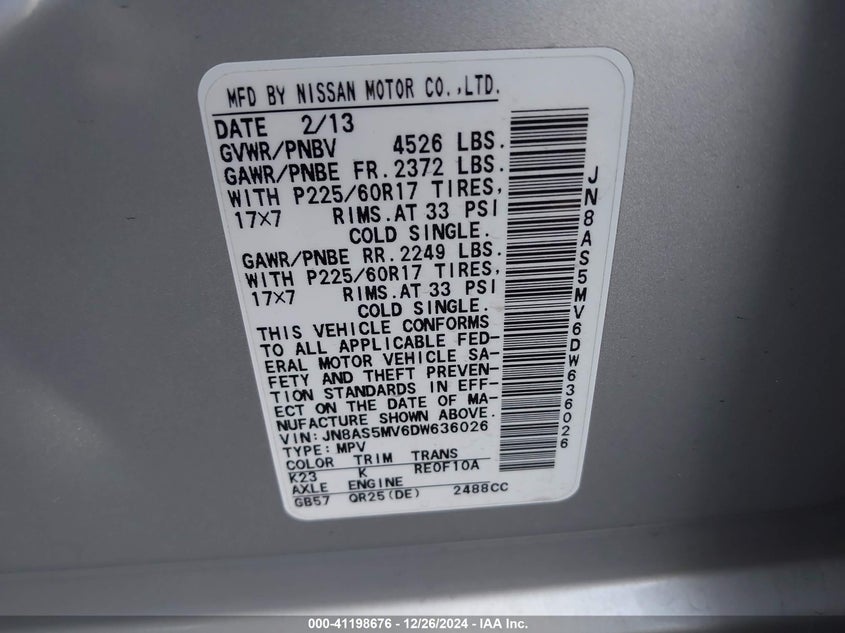 MFD BY NISSAN MOTOR CO.,LTD.
DATE 2/13
GVWR/PNBV 4526 LBS.
GAWR/PNBE FR.2372 LBS.
WITH P225/60R17 TIRES,
17×7 RIMS.AT 33 PSI
COLD SINGLE.
GAWR/PNBE RR.2249 LBS.
WITH P225/60R17 TIRES,
17×7 RIMS.AT 33 PSI
COLD SINGLE.
THIS VEHICLE CONFORMS
TO ALL APPLICABLE FED-
ERAL MOTOR VEHICLE SA-
FETY AND THEFT PREVEN-
TION STANDARDS IN EFF-
ECT ON THE DATE OF MA-
NUFACTURE SHOWN ABOVE.
VIN:JN8AS5MV6DW636026
TYPE:MPV
COLOR TRIM TRANS
K23 K RE0F10A
AXLE ENGINE
GB57 QR25(DE) 2488CC
JN8AS5MV6DW636026
000-41198676 - 12/26/2024 - IAA Inc.